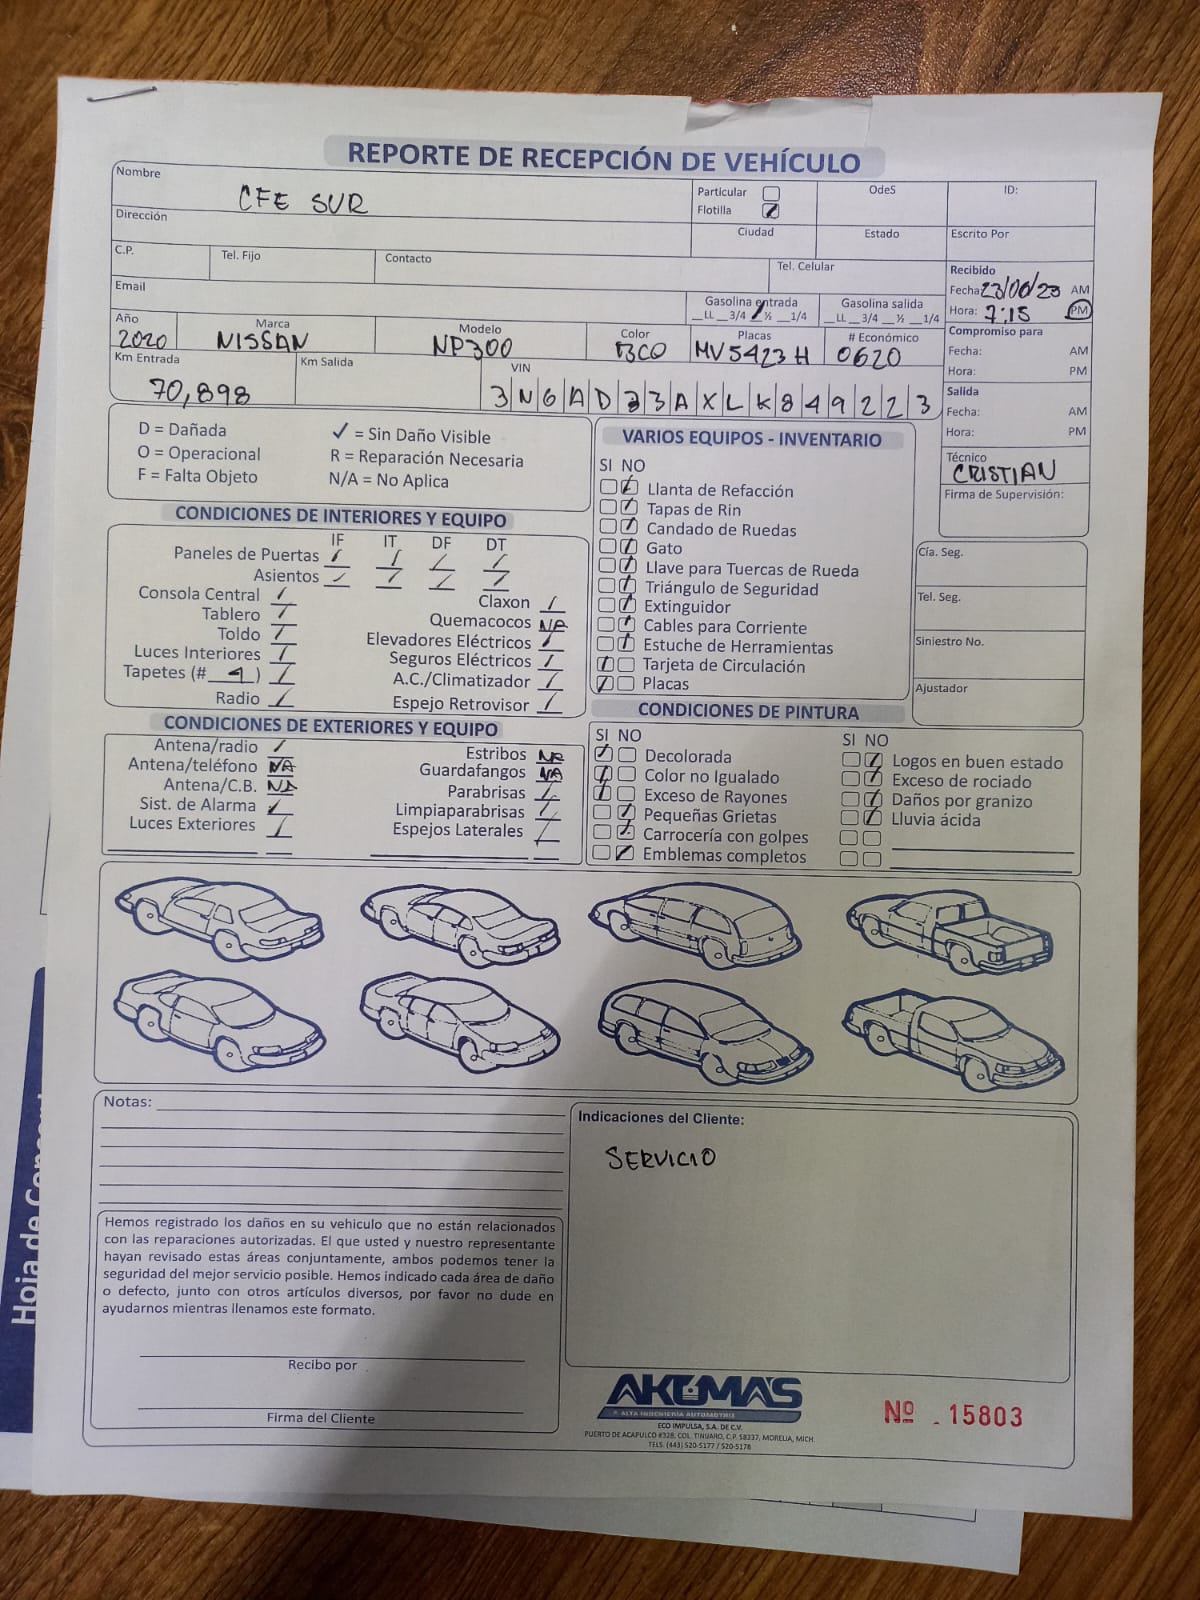 REPORTE DE RECEPCIÓN DE VEHÍCULO
Nombre CFE SUR
Particular
Flotilla
OdeS
ID:
Dirección
Ciudad
Estado
Escrito Por
C.P.
Tel. Fijo
Contacto
Tel. Celular
Recibido
Fecha: 23/06/23 AM
Hora: 7:15 PM
Email
Gasolina entrada
__LL __3/4 __½ __1/4
Gasolina salida
__LL __3/4 __½ __1/4
Año 2020
Marca NISSAN
Modelo NP300
Color BCO
Placas MV5423H
# Económico 0620
Compromiso para
Fecha: AM
Hora: PM
Km Entrada 70,898
Km Salida
VIN 3N6AD33AXLK849223
Salida
Fecha: AM
Hora: PM
Técnico
CRISTIAN
Firma de Supervisión:
D = Dañada
O = Operacional
F = Falta Objeto
✓ = Sin Daño Visible
R = Reparación Necesaria
N/A = No Aplica
CONDICIONES DE INTERIORES Y EQUIPO
IF IT DF DT
Paneles de Puertas
Asientos
Consola Central
Tablero
Toldo
Luces Interiores
Tapetes (# 4 )
Radio
Claxon
Quemacocos NA
Elevadores Eléctricos
Seguros Eléctricos
A.C./Climatizador
Espejo Retrovisor
VARIOS EQUIPOS - INVENTARIO
SI NO
Llanta de Refacción
Tapas de Rin
Candado de Ruedas
Gato
Llave para Tuercas de Rueda
Triángulo de Seguridad
Extinguidor
Cables para Corriente
Estuche de Herramientas
Tarjeta de Circulación
Placas
Cía. Seg.
Tel. Seg.
Siniestro No.
Ajustador
CONDICIONES DE EXTERIORES Y EQUIPO
Antena/radio
Antena/teléfono NA
Antena/C.B. NA
Sist. de Alarma
Luces Exteriores
Estribos NA
Guardafangos NA
Parabrisas
Limpiaparabrisas
Espejos Laterales
CONDICIONES DE PINTURA
SI NO
Decolorada
Color no Igualado
Exceso de Rayones
Pequeñas Grietas
Carrocería con golpes
Emblemas completos
SI NO
Logos en buen estado
Exceso de rociado
Daños por granizo
Lluvia ácida
Notas:
Indicaciones del Cliente:
SERVICIO
Hemos registrado los daños en su vehiculo que no están relacionados
con las reparaciones autorizadas. El que usted y nuestro representante
hayan revisado estas áreas conjuntamente, ambos podemos tener la
seguridad del mejor servicio posible. Hemos indicado cada área de daño
o defecto, junto con otros artículos diversos, por favor no dude en
ayudarnos mientras llenamos este formato.
Recibo por
Firma del Cliente
AKUMA'S
ALTA INGENIERÍA AUTOMOTRIZ
ECO IMPULSA, S.A. DE C.V.
PUERTO DE ACAPULCO #328, COL. TINIJARO, C.P. 58337, MORELIA, MICH.
TELS. (443) 520-5177 / 520-5178
Nº 15803
Hoja de